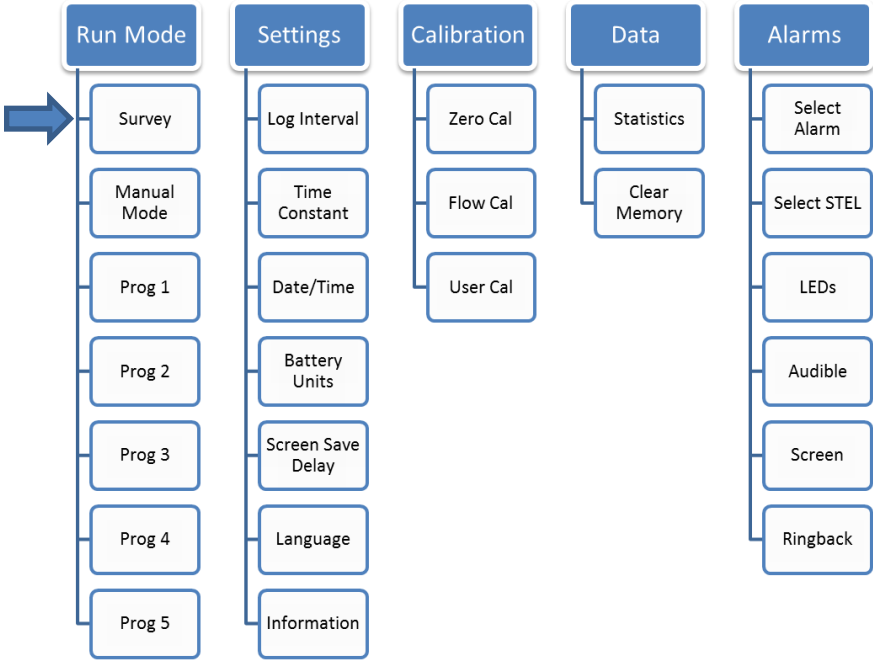 Run Mode
Survey
Manual
Mode
Prog 1
Prog 2
Prog 3
Prog 4
Prog 5
Settings
Log Interval
Time
Constant
Date/Time
Battery
Units
Screen Save
Delay
Language
Information
Calibration
Zero Cal
Flow Cal
User Cal
Data
Statistics
Clear
Memory
Alarms
Select
Alarm
Select STEL
LEDs
Audible
Screen
Ringback